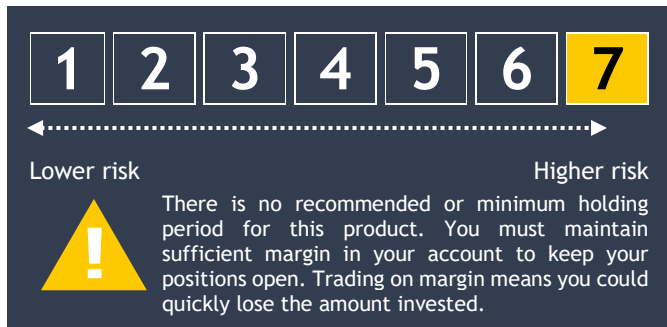 1 2 3 4 5 6 7
Lower risk Higher risk
!
There is no recommended or minimum holding
period for this product. You must maintain
sufficient margin in your account to keep your
positions open. Trading on margin means you could
quickly lose the amount invested.